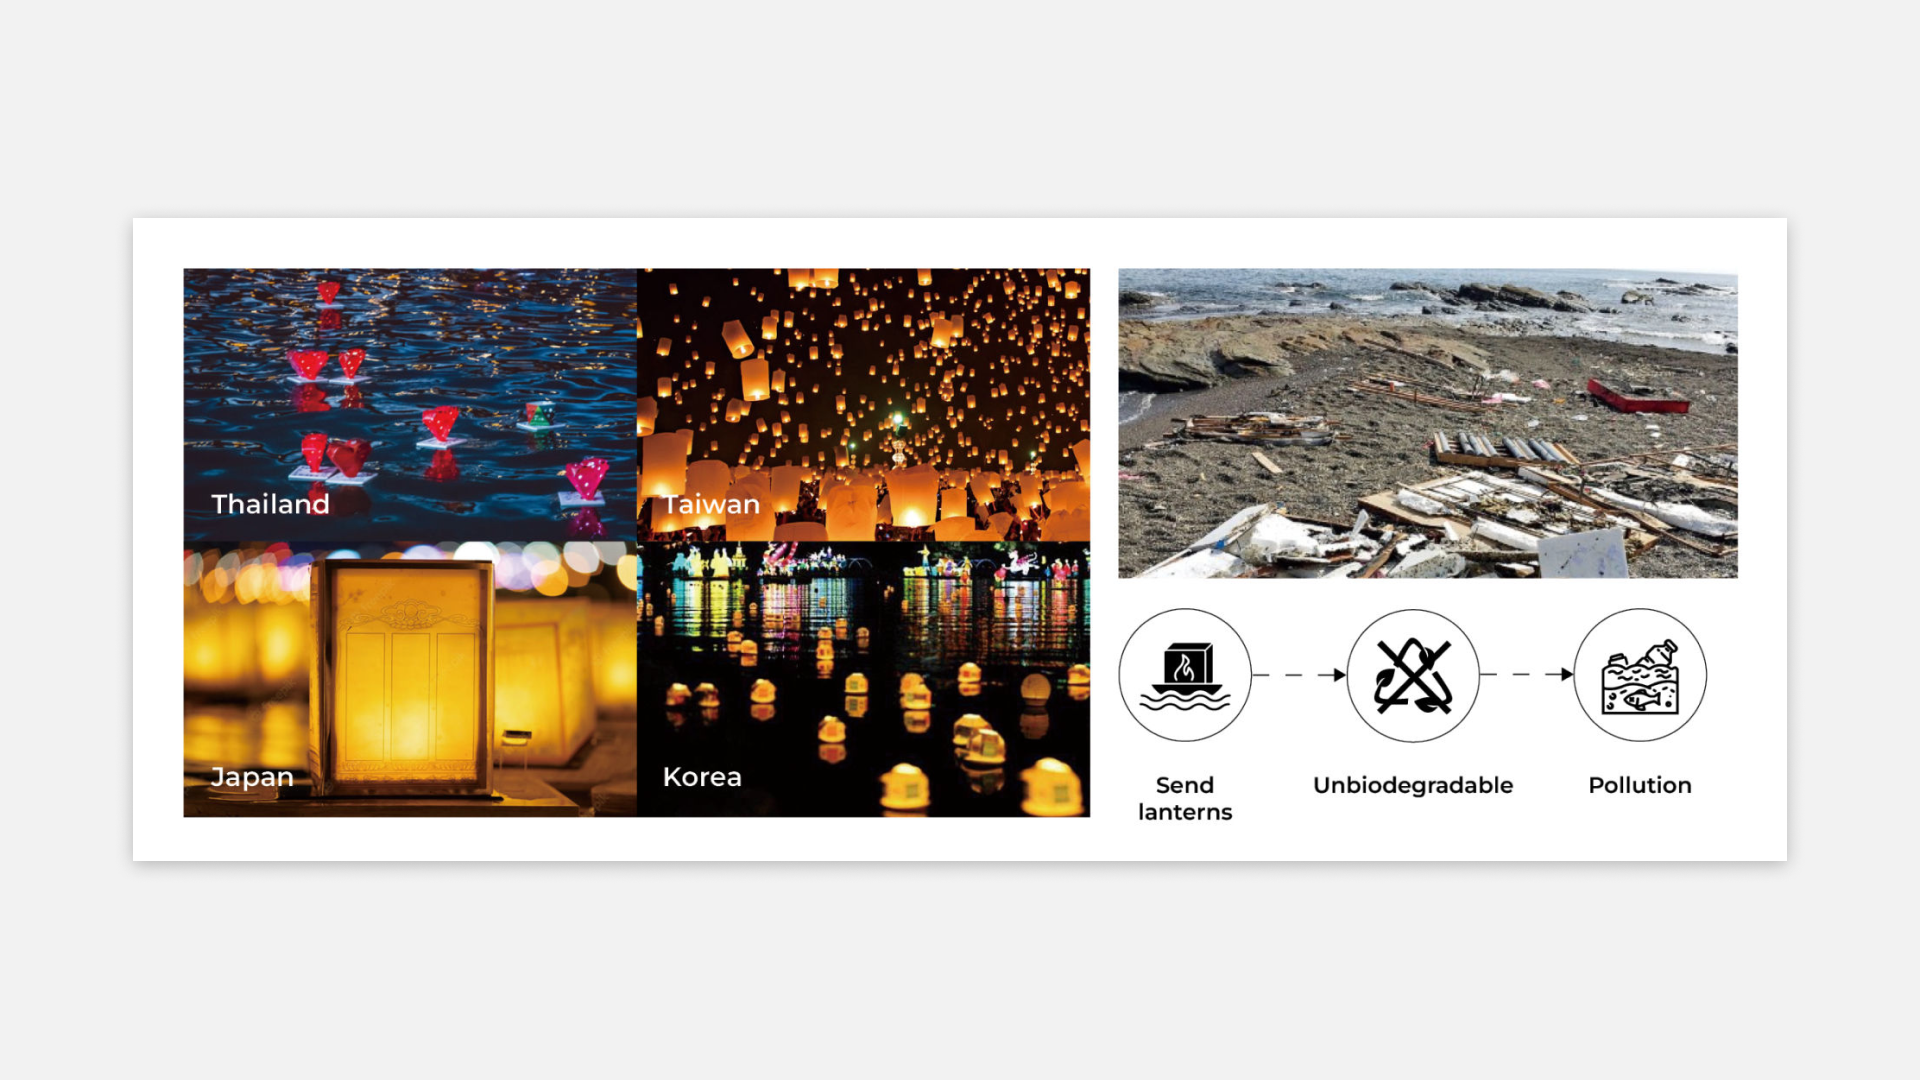 Thailand
Taiwan
Japan
Korea
Send
lanterns
Unbiodegradable
Pollution